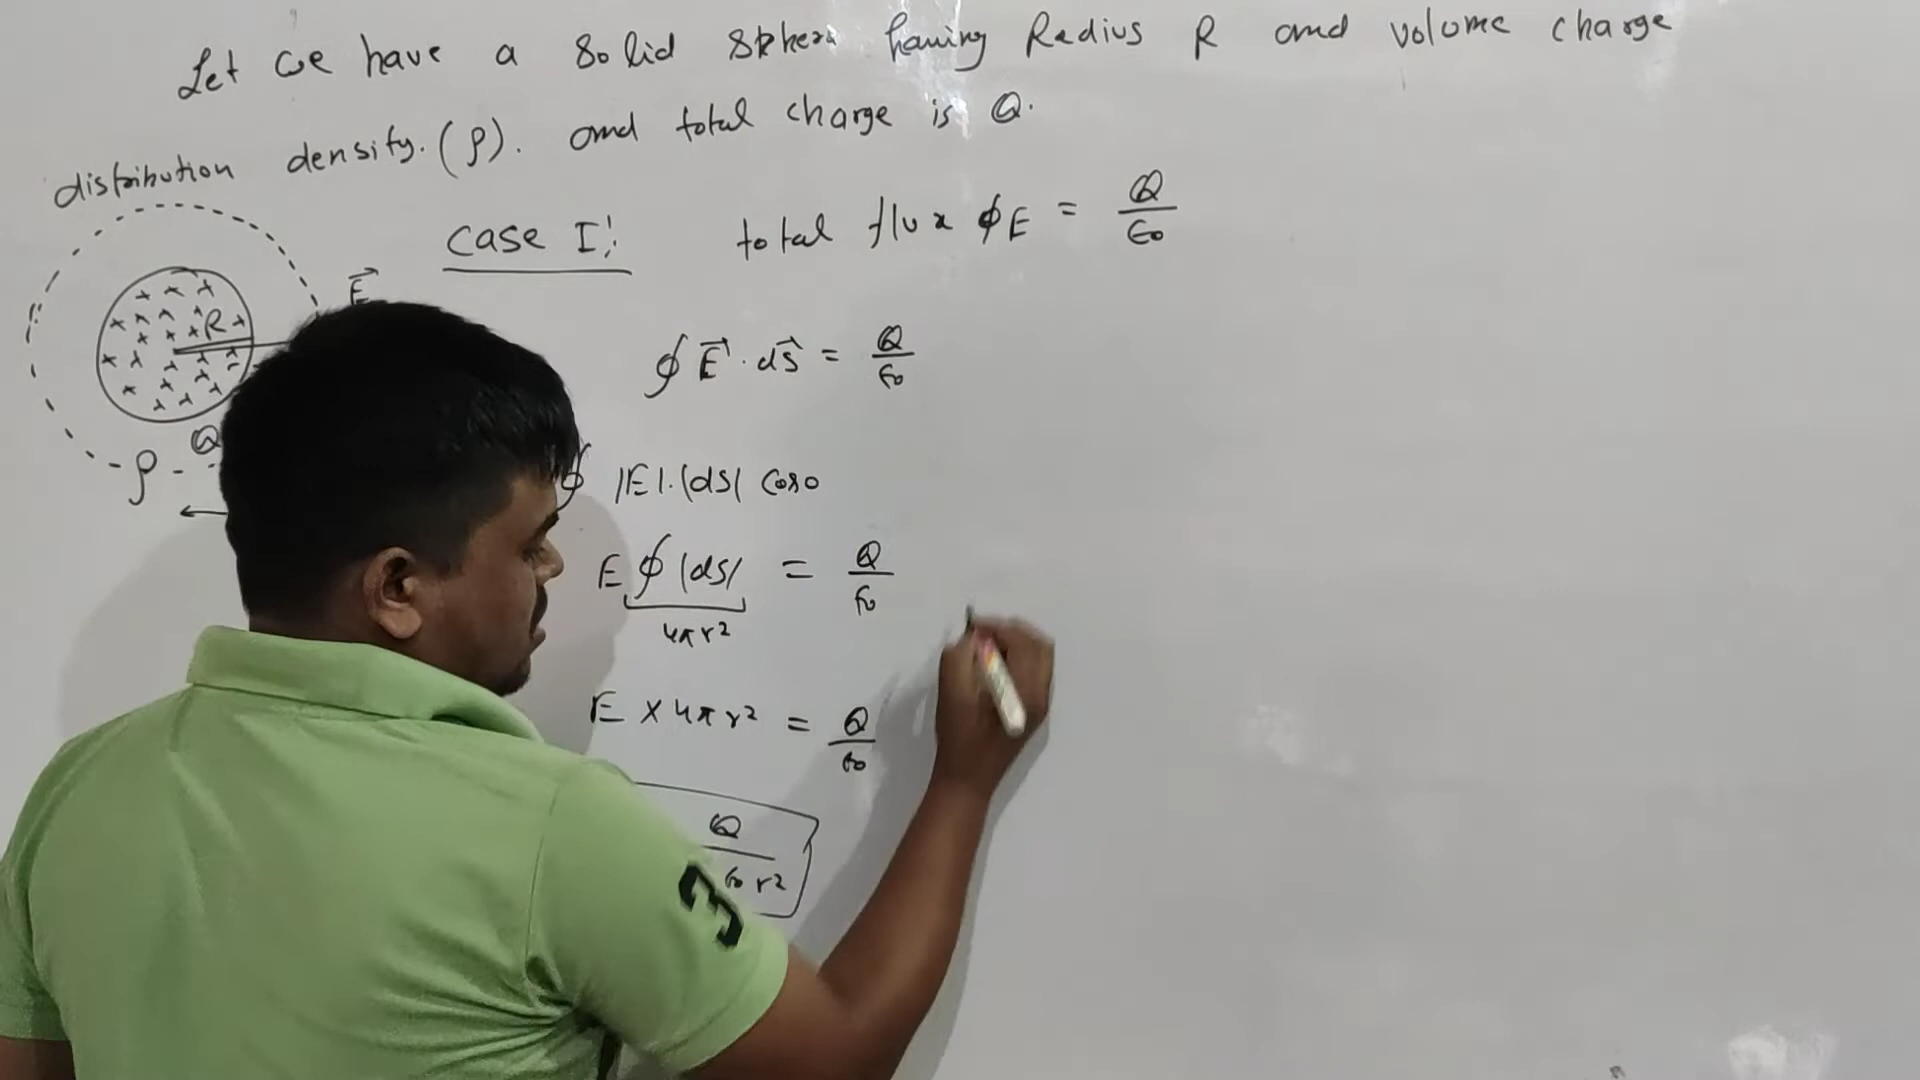 Let we have a Solid Sphere having Radius R and volume charge
distribution density. (ρ). and total charge is Q.
CASE I: total flux ϕE = Q/ϵ0
E⃗
R
∮ E⃗ · dS⃗ = Q/ϵ0
Q
ρ
∮ |E|.|ds| Cos0
E ∮ |ds| = Q/ϵ0
4πr²
E × 4πr² = Q/ϵ0
Q
ϵ0 r²
3